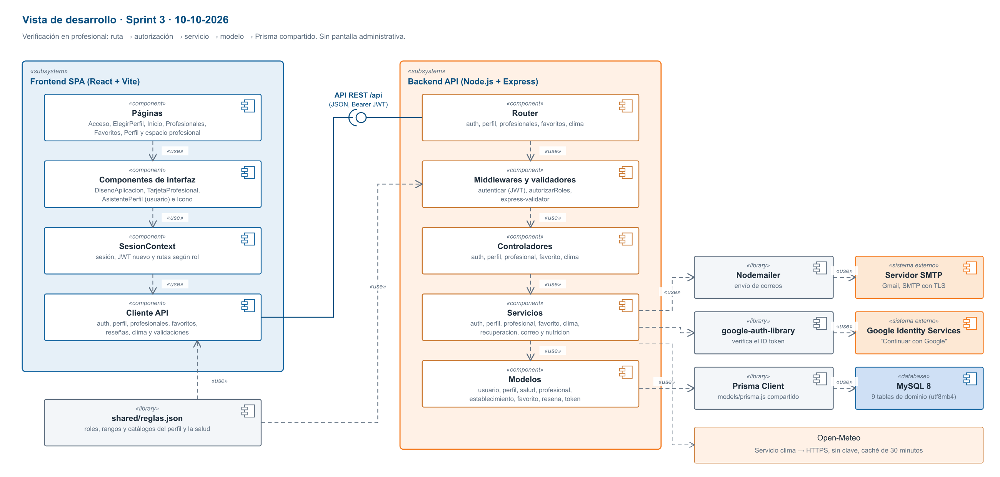 Vista de desarrollo · Sprint 3 · 10-10-2026
Verificación en profesional: ruta → autorización → servicio → modelo → Prisma compartido. Sin pantalla administrativa.
«subsystem»
Frontend SPA (React + Vite)
«component»
Páginas
Acceso, ElegirPerfil, Inicio, Profesionales,
Favoritos, Perfil y espacio profesional
«use»
«component»
Componentes de interfaz
DisenoAplicacion, TarjetaProfesional,
AsistentePerfil (usuario) e Icono
«use»
«component»
SesionContext
sesión, JWT nuevo y rutas según rol
«use»
«component»
Cliente API
auth, perfil, profesionales, favoritos,
reseñas, clima y validaciones
«use»
«library»
shared/reglas.json
roles, rangos y catálogos del perfil y la salud
API REST /api
(JSON, Bearer JWT)
«use»
«subsystem»
Backend API (Node.js + Express)
«component»
Router
auth, perfil, profesionales, favoritos, clima
«use»
«component»
Middlewares y validadores
autenticar (JWT), autorizarRoles,
express-validator
«use»
«component»
Controladores
auth, perfil, profesional, favorito, clima
«use»
«component»
Servicios
auth, perfil, profesional, favorito, clima,
recuperacion, correo y nutricion
«use»
«component»
Modelos
usuario, perfil, salud, profesional,
establecimiento, favorito, resena, token
«use»
«use»
«library»
Nodemailer
envío de correos
«use»
«sistema externo»
Servidor SMTP
Gmail, SMTP con TLS
«library»
google-auth-library
verifica el ID token
«use»
«sistema externo»
Google Identity Services
"Continuar con Google"
«library»
Prisma Client
models/prisma.js compartido
«use»
«database»
MySQL 8
9 tablas de dominio (utf8mb4)
Open-Meteo
Servicio clima → HTTPS, sin clave, caché de 30 minutos